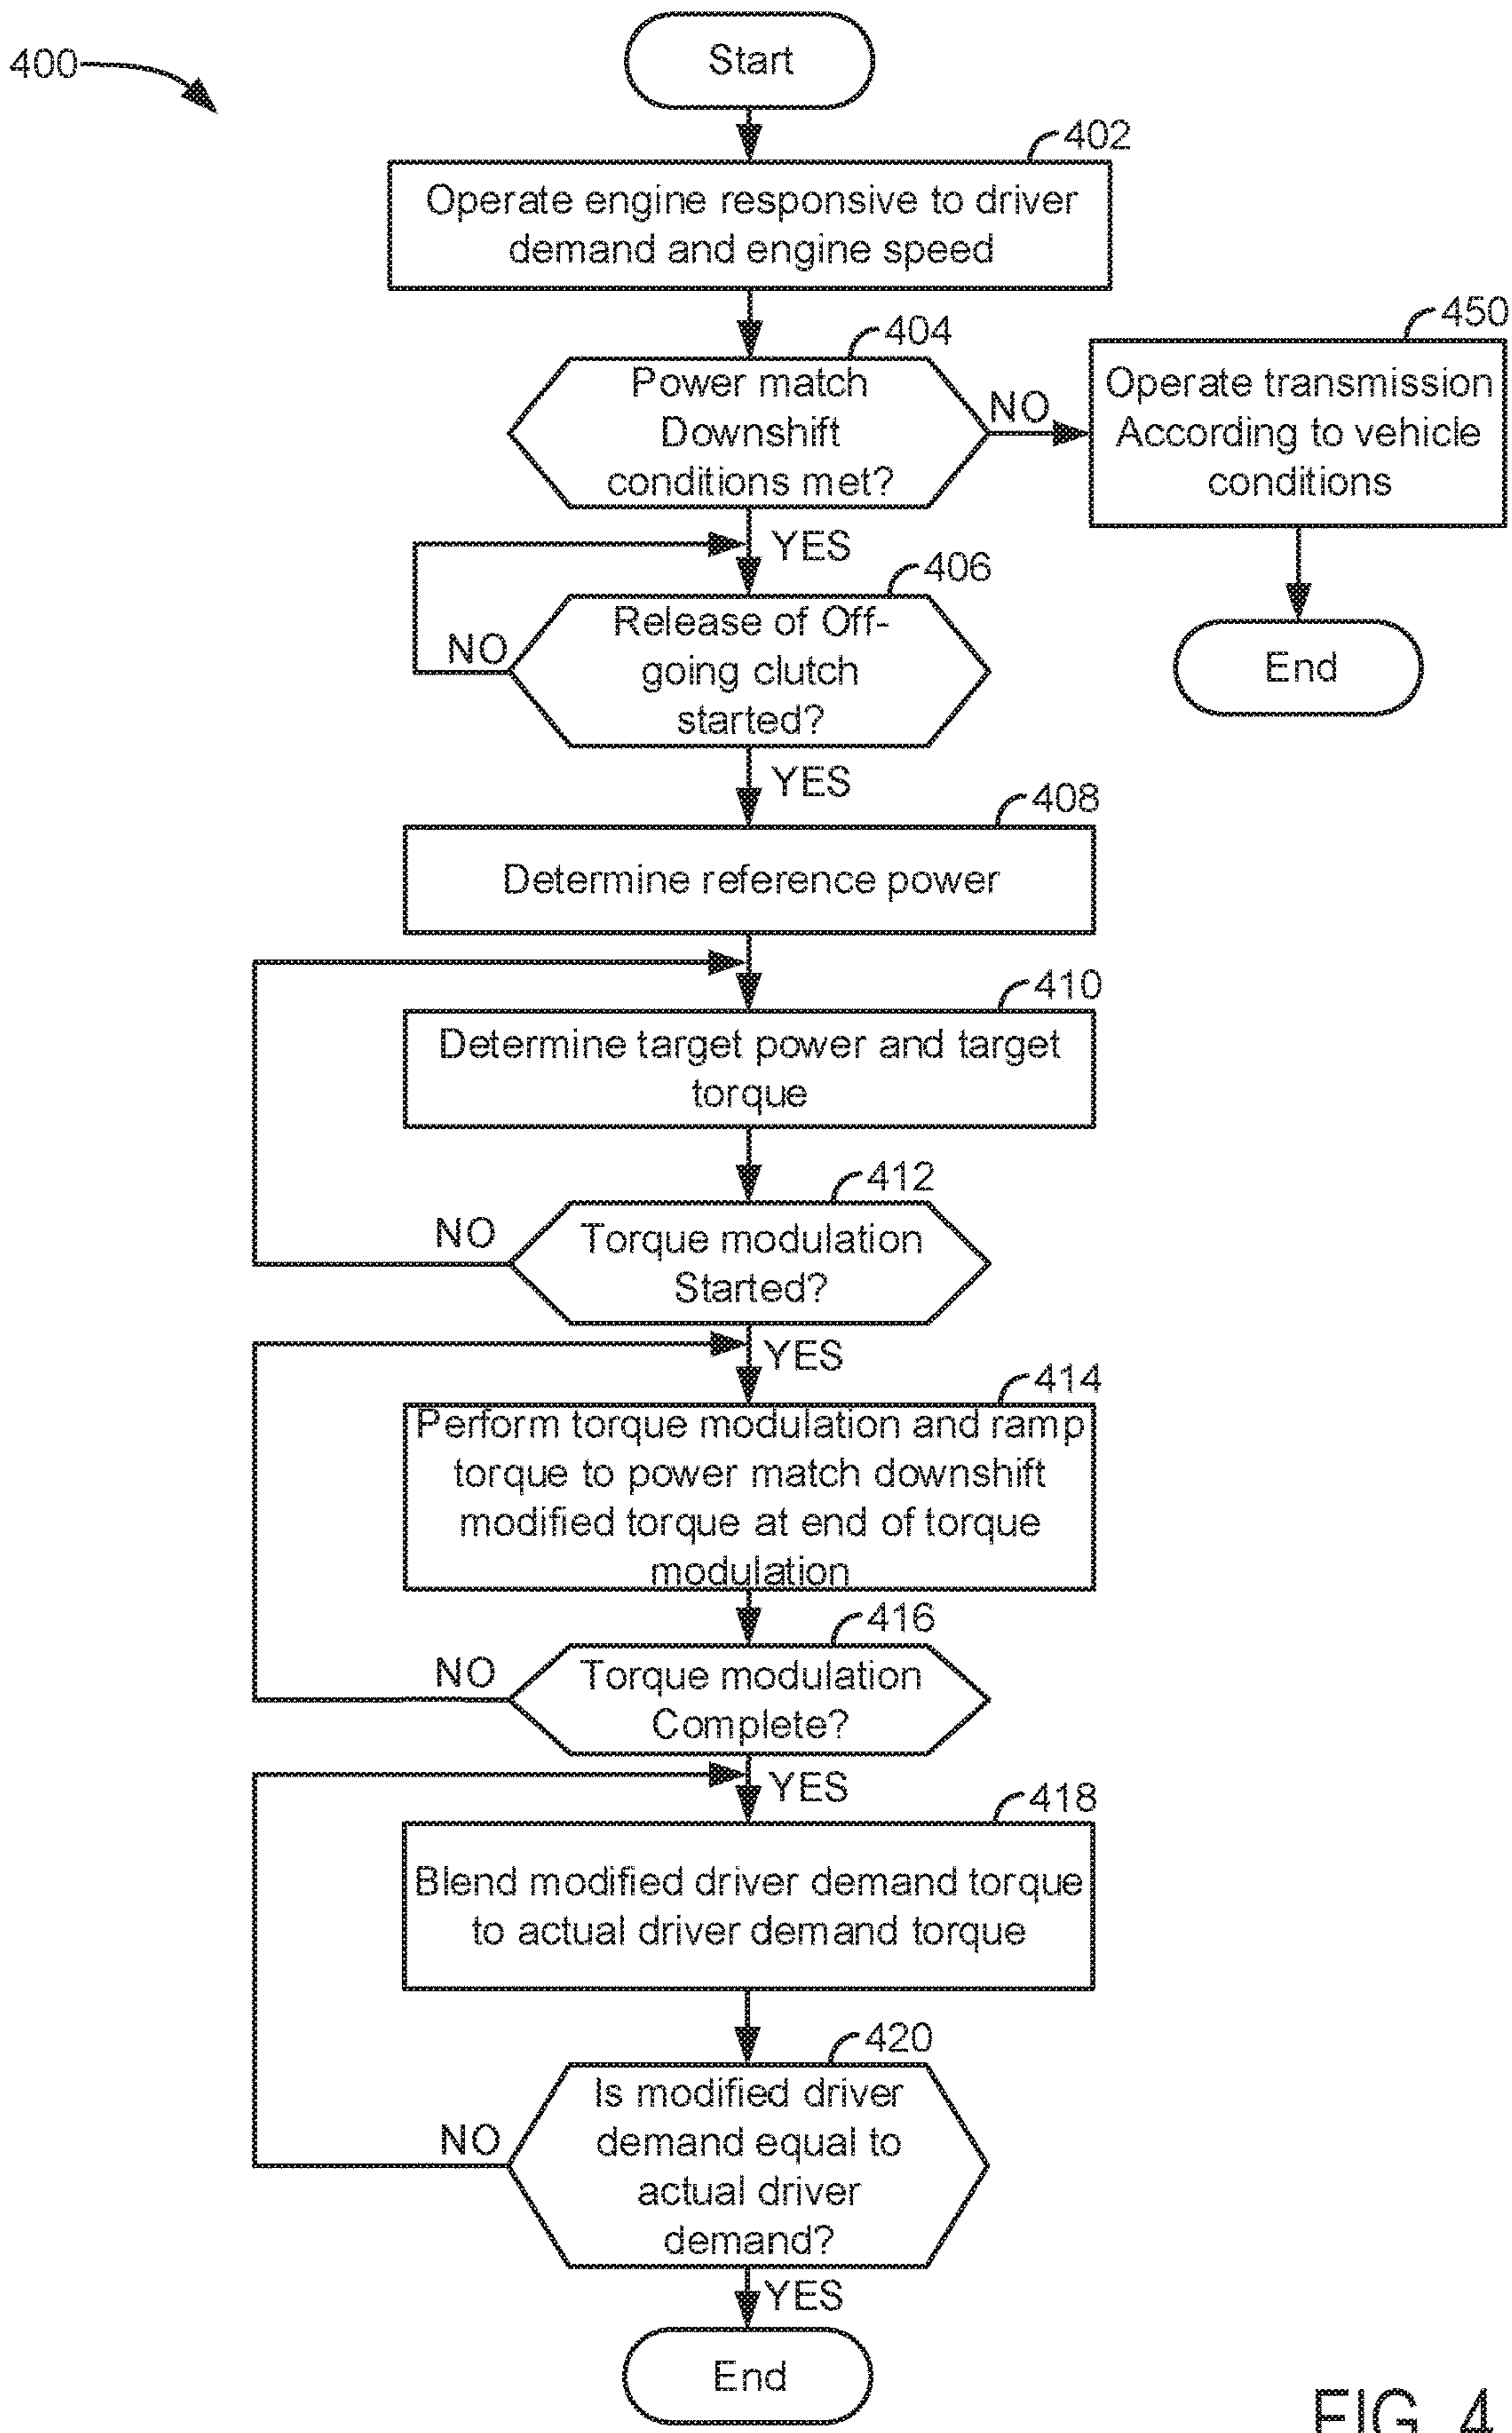 400
Start
402
Operate engine responsive to driver
demand and engine speed
404
Power match
Downshift
conditions met?
NO
450
Operate transmission
According to vehicle
conditions
End
YES
406
Release of Off-
going clutch
started?
NO
YES
408
Determine reference power
410
Determine target power and target
torque
412
Torque modulation
Started?
NO
YES
414
Perform torque modulation and ramp
torque to power match downshift
modified torque at end of torque
modulation
416
Torque modulation
Complete?
NO
YES
418
Blend modified driver demand torque
to actual driver demand torque
420
Is modified driver
demand equal to
actual driver
demand?
NO
YES
End
FIG. 4